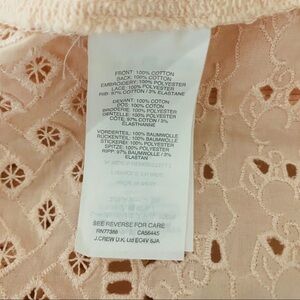 FRONT: 100% COTTON
BACK: 100% COTTON
EMBROIDERY: 100% POLYESTER
LACE: 100% POLYESTER
RIB: 97% COTTON / 3% ELASTANE
DEVANT: 100% COTON
DOS: 100% COTON
BRODERIE: 100% POLYESTER
DENTELLE: 100% POLYESTER
CÔTE: 97% COTON / 3%
ÉLASTHANNE
VORDERTEIL: 100% BAUMWOLLE
RÜCKTEIL: 100% BAUMWOLLE
STICKEREI: 100% POLYESTER
SPITZE: 100% POLYESTER
RIPP: 97% BAUMWOLLE / 3%
ELASTAN
SEE REVERSE FOR CARE
RN77388 CA56445
J.CREW U.K. Ltd EC4V 6JA